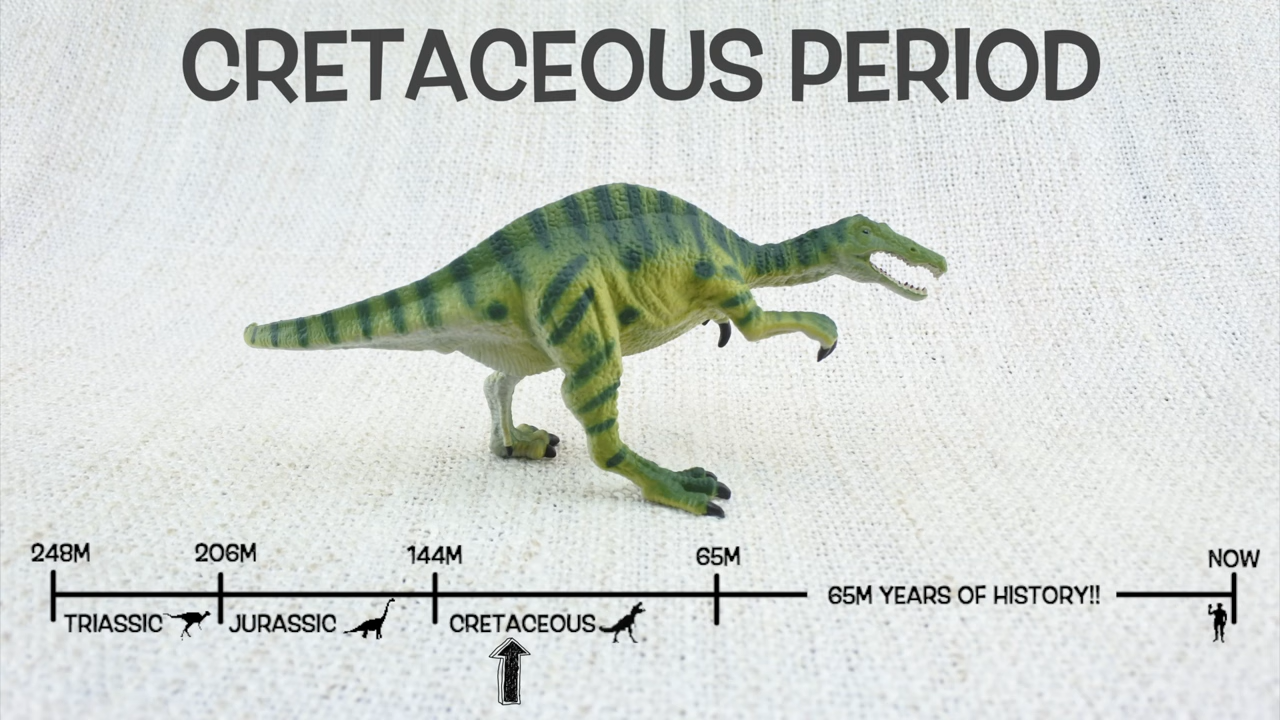 CRETACEOUS PERIOD
248M 206M 144M 65M NOW
65M YEARS OF HISTORY!!
TRIASSIC JURASSIC CRETACEOUS